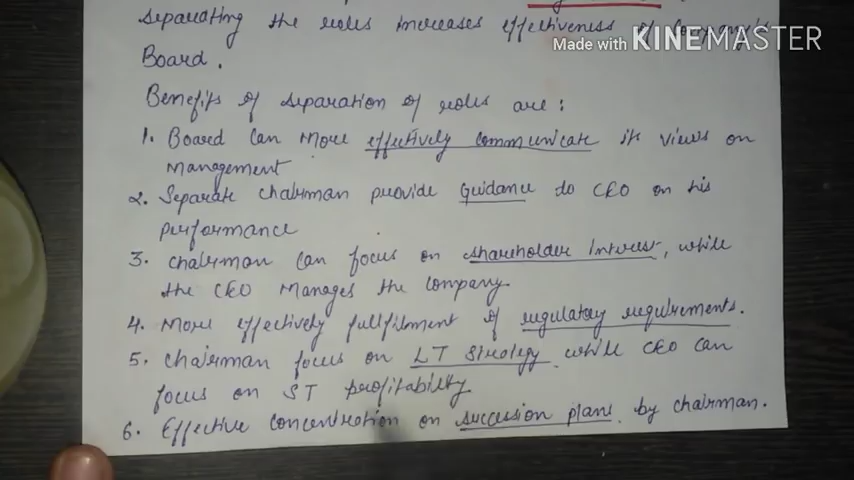 separating the roles increases effectiveness of Company's
Made with KINEMASTER
Board.
Benefits of separation of roles are:
1. Board can more effectively communicate its views on
management
2. Separate chairman provide guidance to CEO on his
performance
3. chairman can focus on shareholder interest, while
the CEO manages the company.
4. More effectively fullfilment of regulatory requirements.
5. Chairman focus on LT Strategy while CEO can
focus on ST profitability
6. Effective concentration on succession plans by chairman.